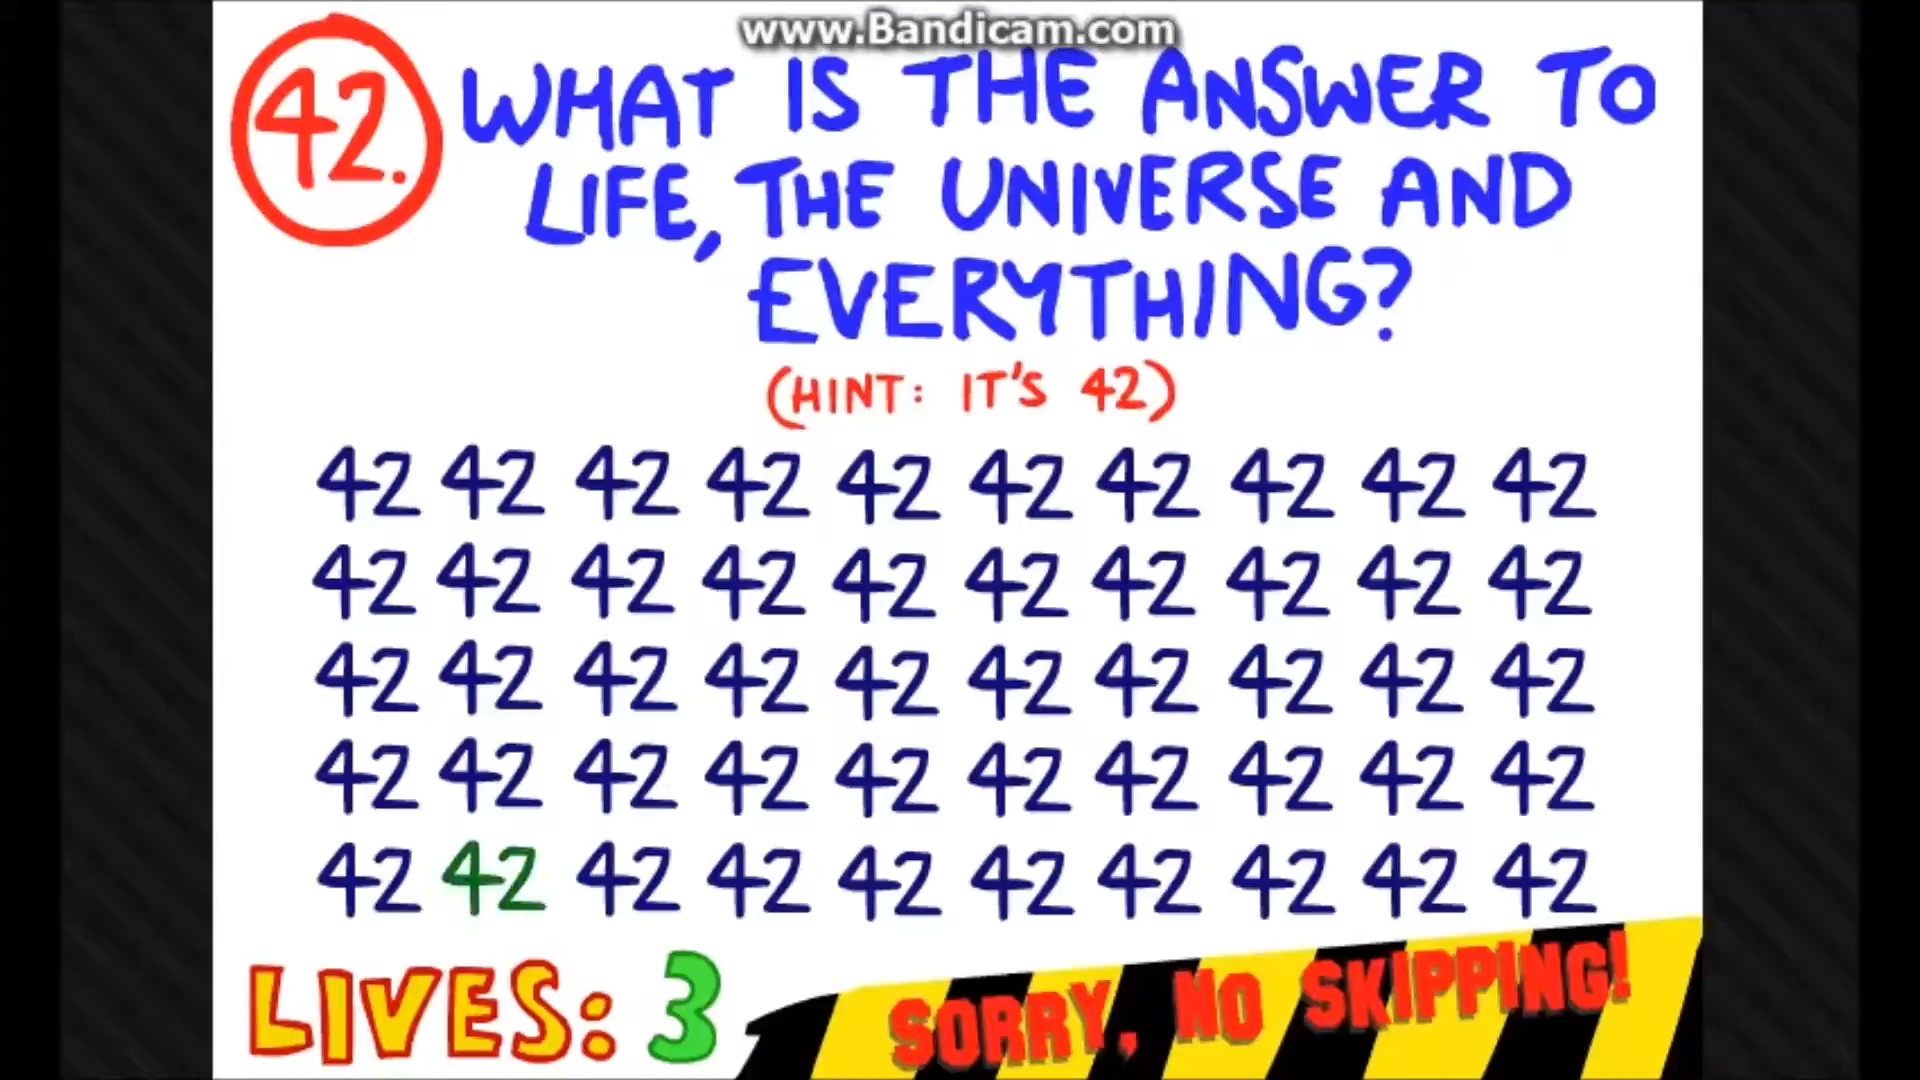 www.Bandicam.com
42. WHAT IS THE ANSWER TO
LIFE, THE UNIVERSE AND
EVERYTHING?
(HINT: IT'S 42)
42 42 42 42 42 42 42 42 42 42
42 42 42 42 42 42 42 42 42 42
42 42 42 42 42 42 42 42 42 42
42 42 42 42 42 42 42 42 42 42
42 42 42 42 42 42 42 42 42 42
LIVES: 3
SORRY, NO SKIPPING!